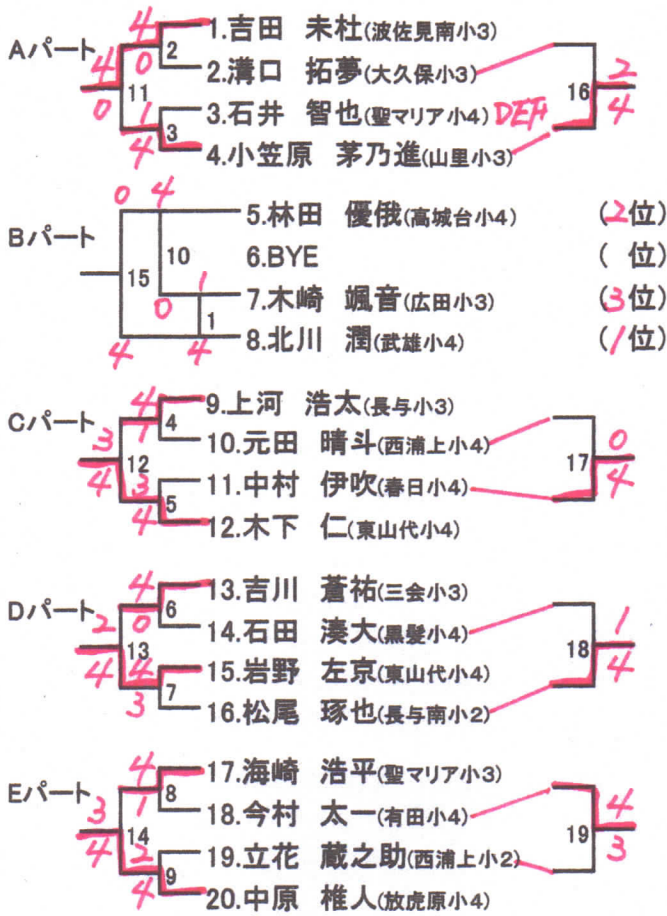 4 1.吉田 未杜(波佐見南小3)
Aパート 4 0 2 2.溝口 拓夢(大久保小3) 2
0 11 1 3.石井 智也(聖マリア小4) DEF 16 4
4 3 4.小笠原 茅乃進(山里小3)
0 4 5.林田 優俄(高城台小4) (2位)
Bパート 10 6.BYE ( 位)
15 0 1 7.木崎 颯音(広田小3) (3位)
4 4 1 8.北川 潤(武雄小4) (1位)
4 9.上河 浩太(長与小3)
Cパート 3 1 4 10.元田 晴斗(西浦上小4) 0
4 12 3 11.中村 伊吹(春日小4) 17 4
4 5 12.木下 仁(東山代小4)
4 13.吉川 蒼祐(三会小3)
Dパート 2 0 6 14.石田 湊大(黒髪小4) 1
4 13 4 15.岩野 左京(東山代小4) 18 4
3 7 16.松尾 琢也(長与南小2)
4 17.海崎 浩平(聖マリア小3)
Eパート 3 1 8 18.今村 太一(有田小4) 4
4 14 2 19.立花 蔵之助(西浦上小2) 19 3
4 9 20.中原 椎人(放虎原小4)